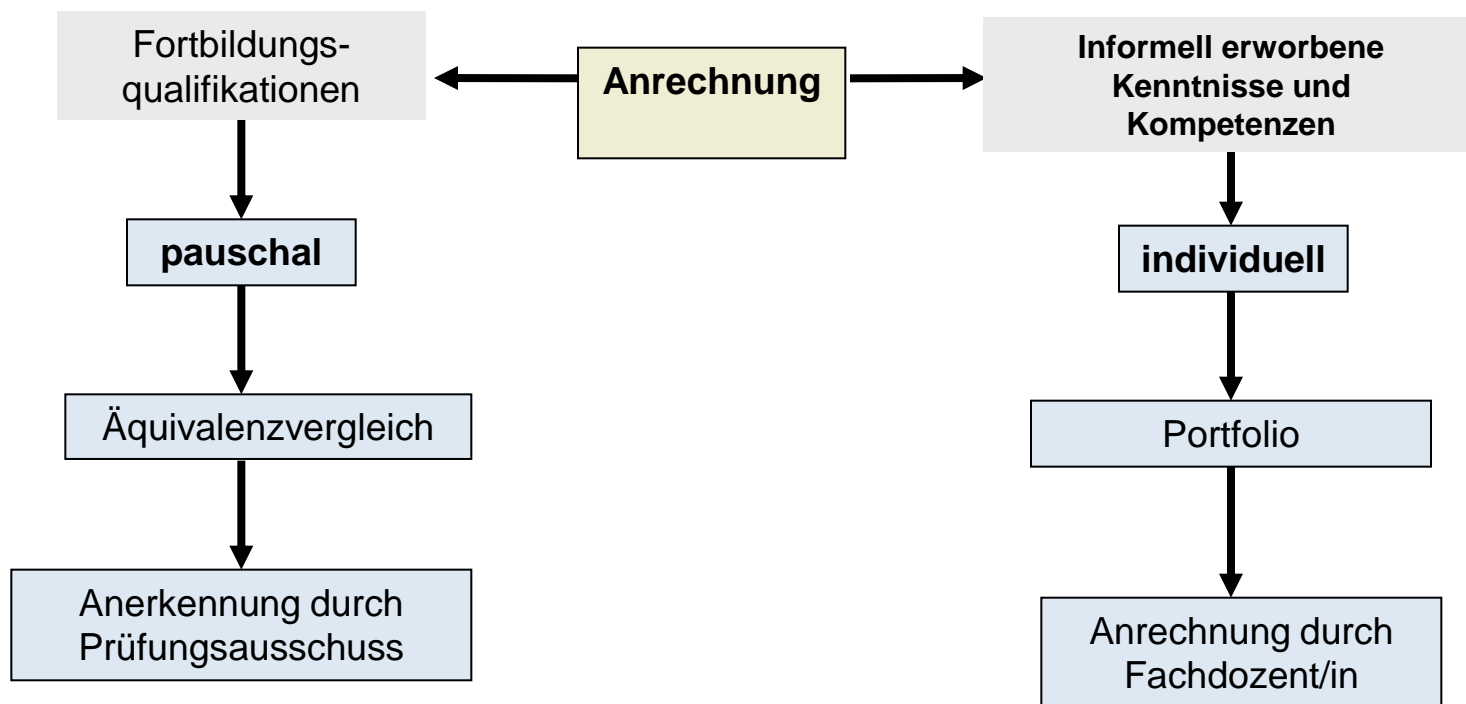 Fortbildungs-
qualifikationen
Anrechnung
Informell erworbene
Kenntnisse und
Kompetenzen
pauschal
individuell
Äquivalenzvergleich
Portfolio
Anerkennung durch
Prüfungsausschuss
Anrechnung durch
Fachdozent/in